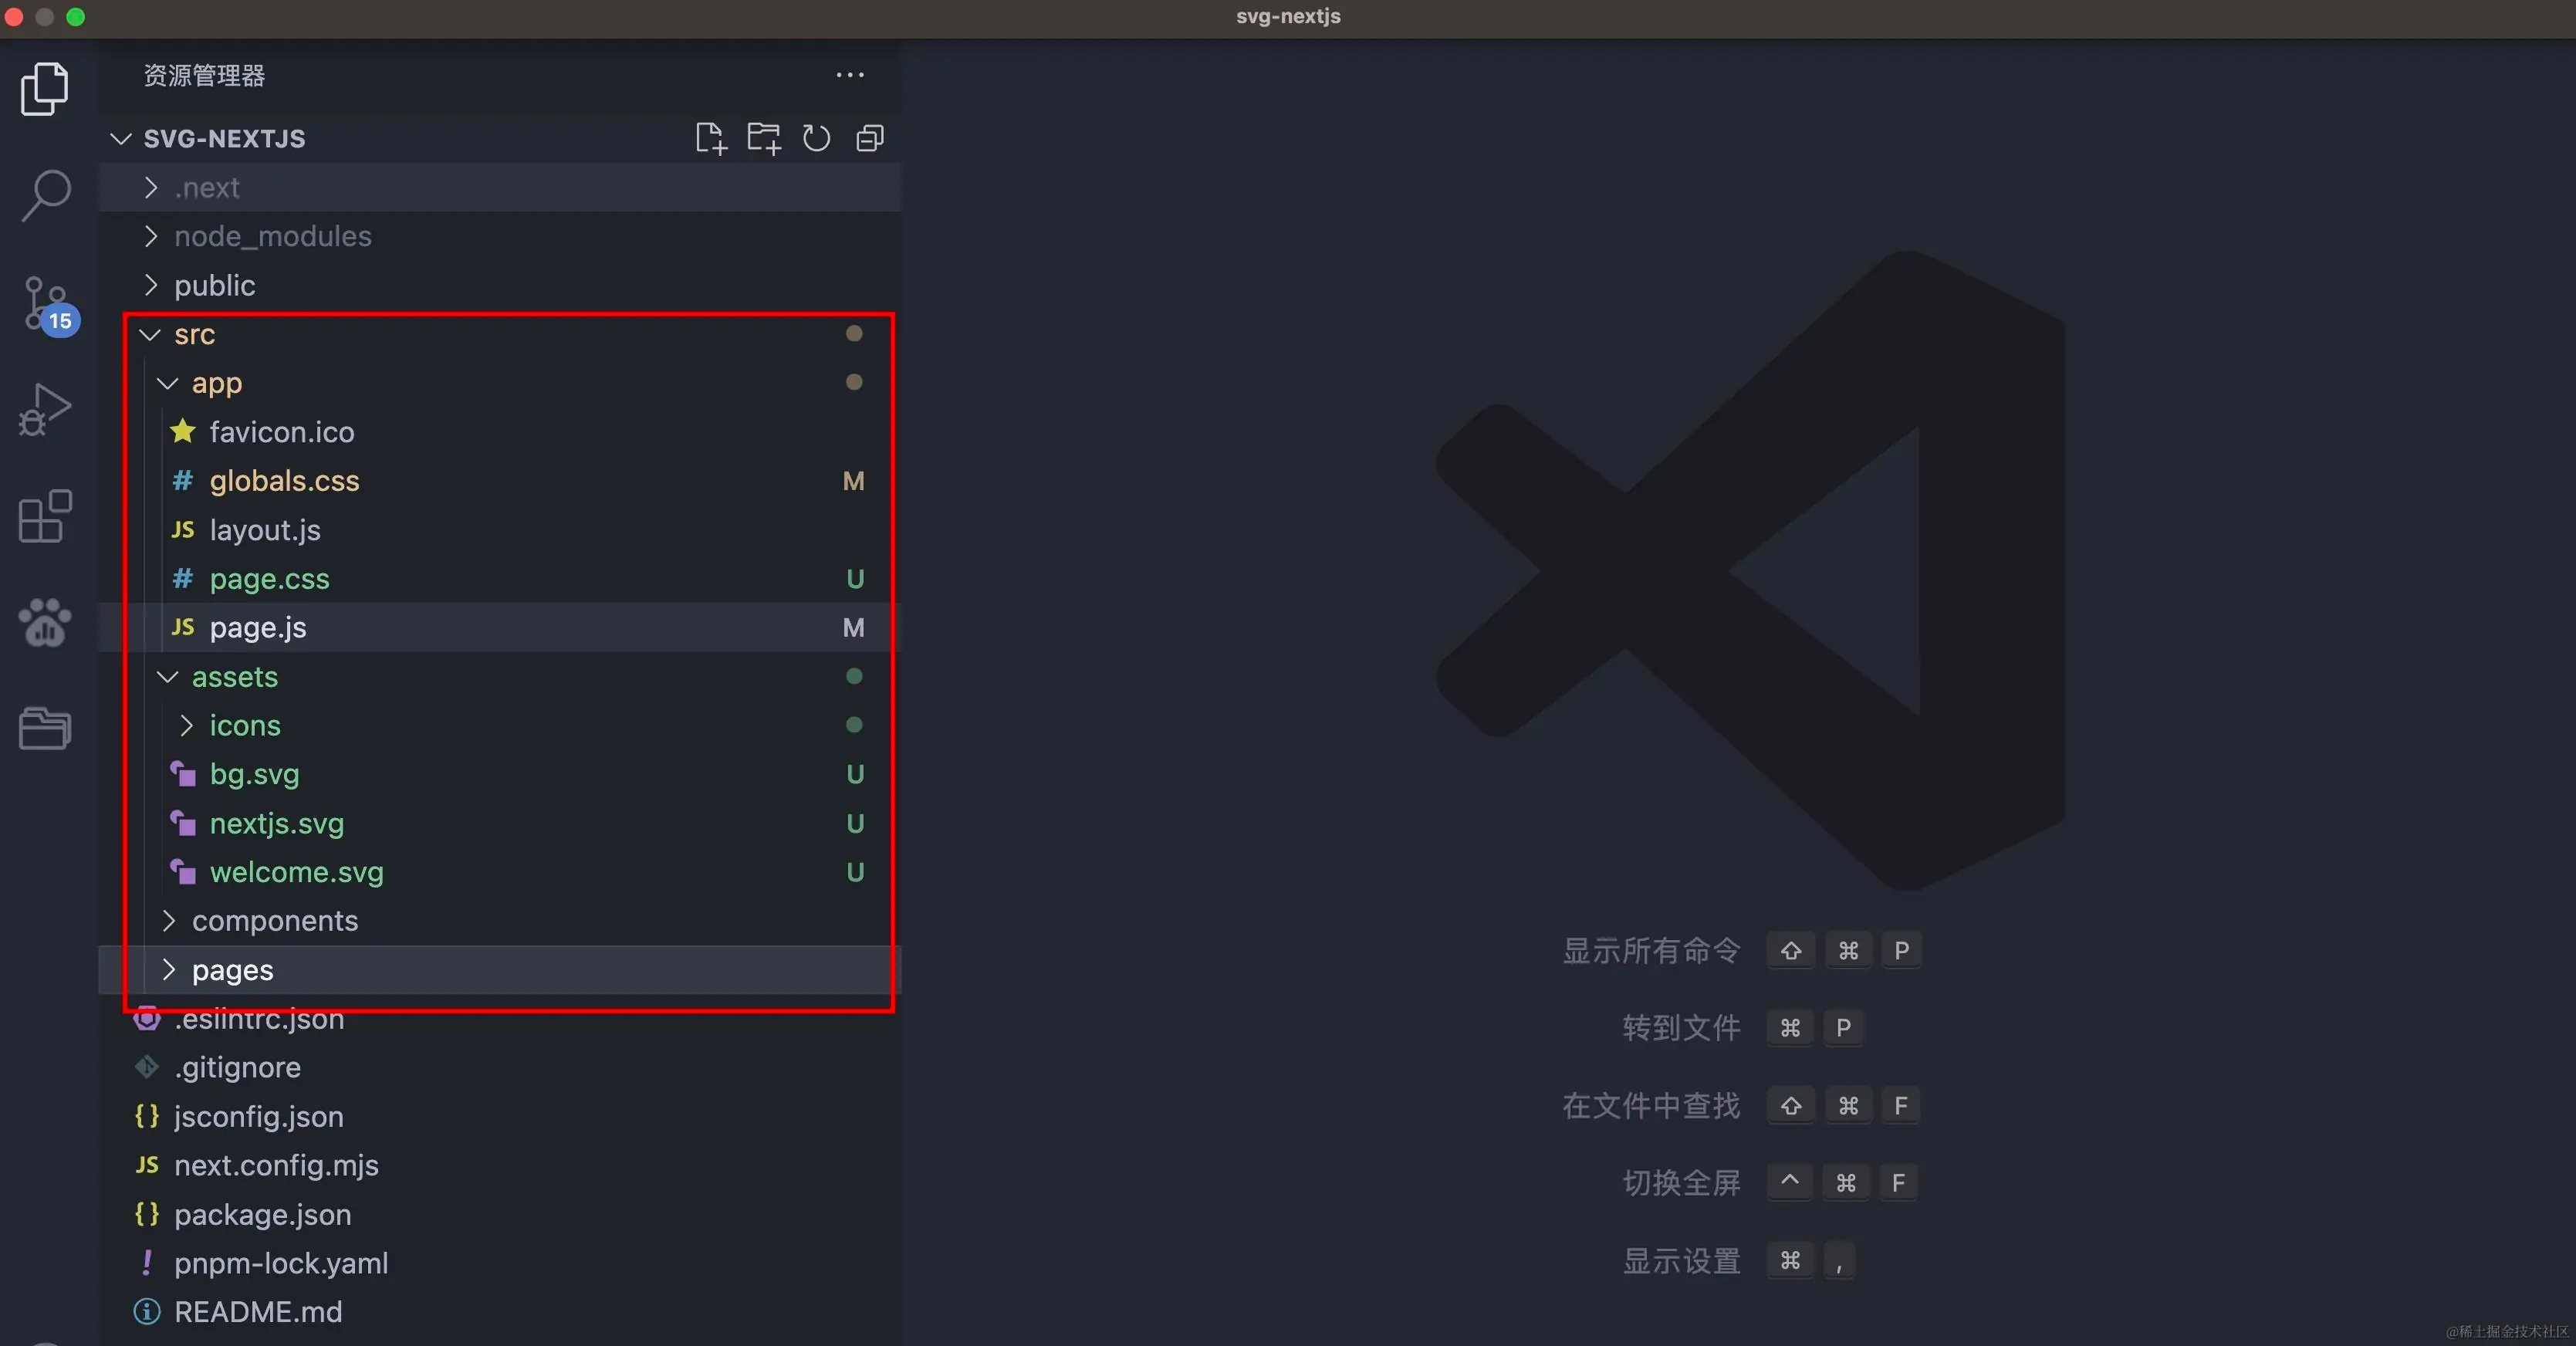 svg-nextjs
资源管理器
SVG-NEXTJS
.next
node_modules
public
15
src
app
favicon.ico
# globals.css M
JS layout.js
# page.css U
JS page.js M
assets
icons
bg.svg U
nextjs.svg U
welcome.svg U
components
pages
.eslintrc.json
.gitignore
{} jsconfig.json
JS next.config.mjs
{} package.json
! pnpm-lock.yaml
README.md
显示所有命令 ⇧ ⌘ P
转到文件 ⌘ P
在文件中查找 ⇧ ⌘ F
切换全屏 ^ ⌘ F
显示设置 ⌘ ,
@稀土掘金技术社区